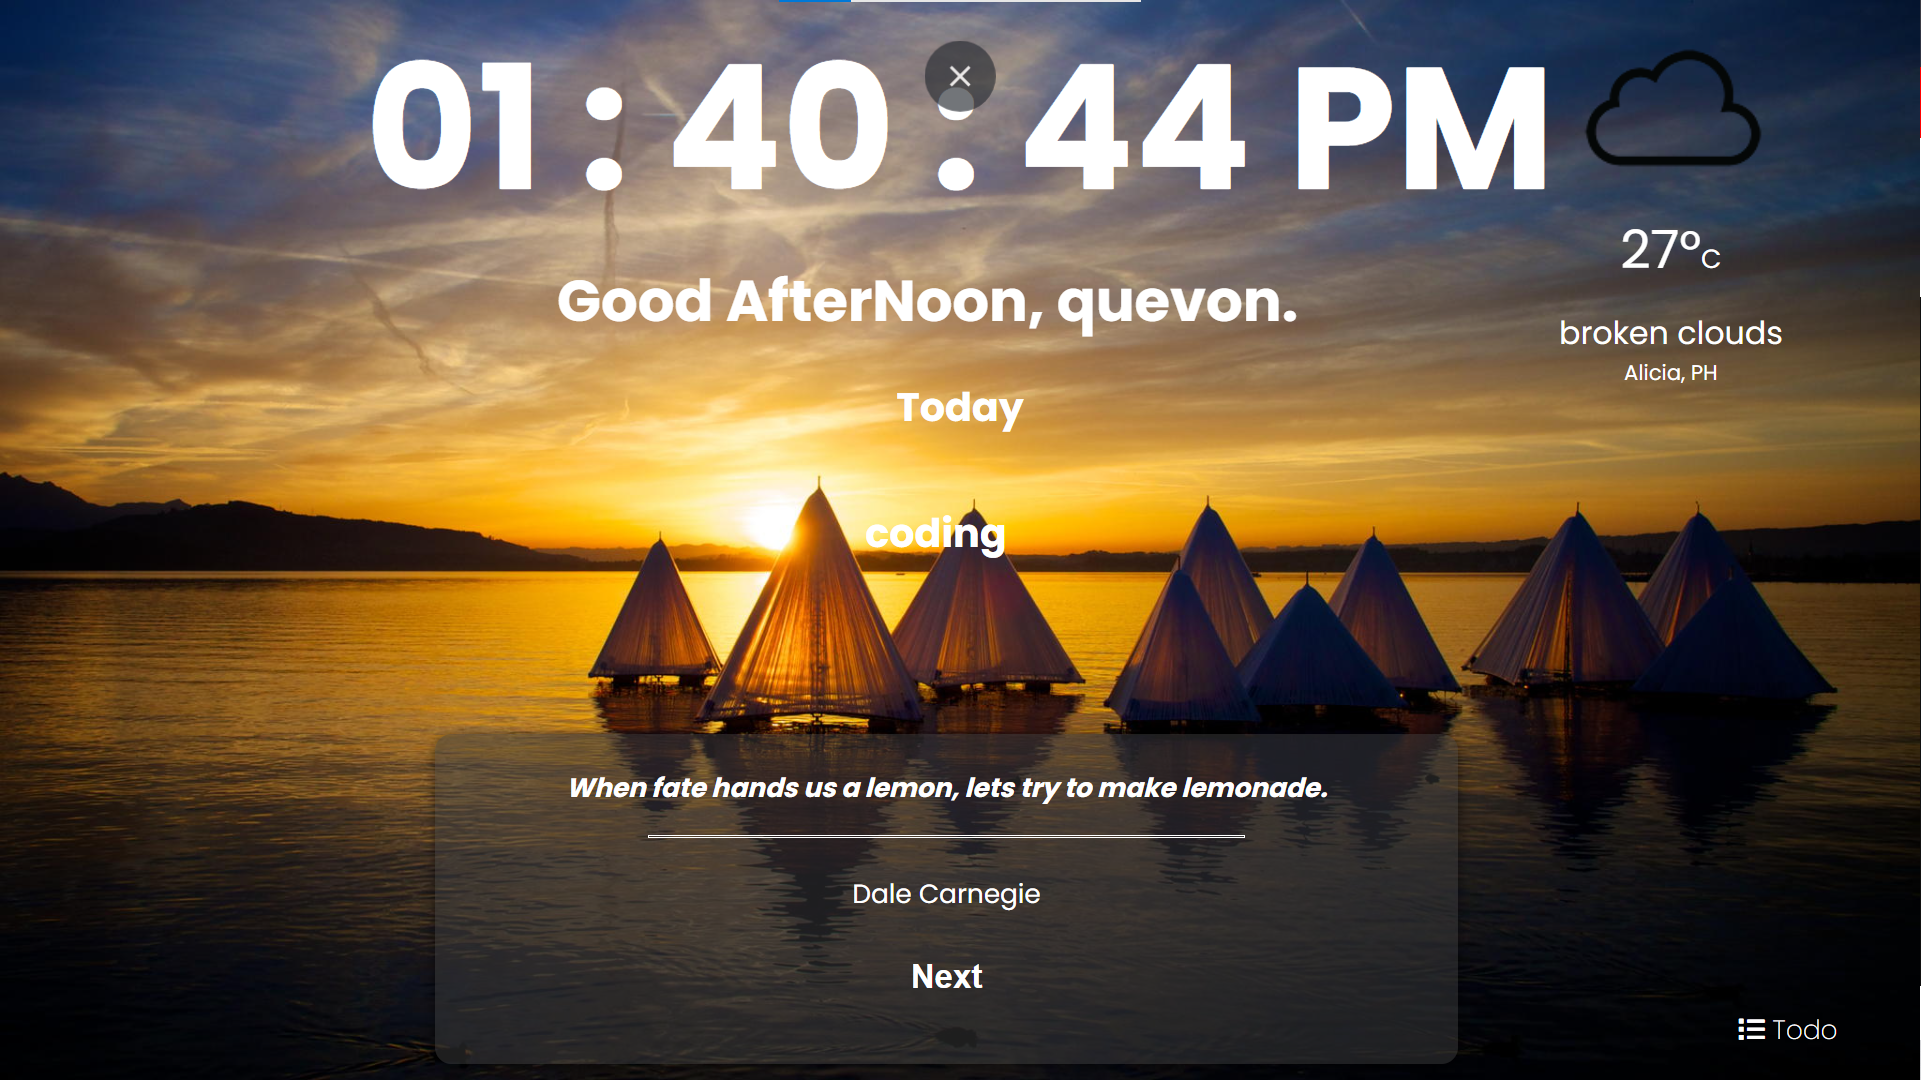 01 : 40 : 44 PM
27°C
broken clouds
Alicia, PH
Good AfterNoon, quevon.
Today
coding
When fate hands us a lemon, lets try to make lemonade.
Dale Carnegie
Next
Todo